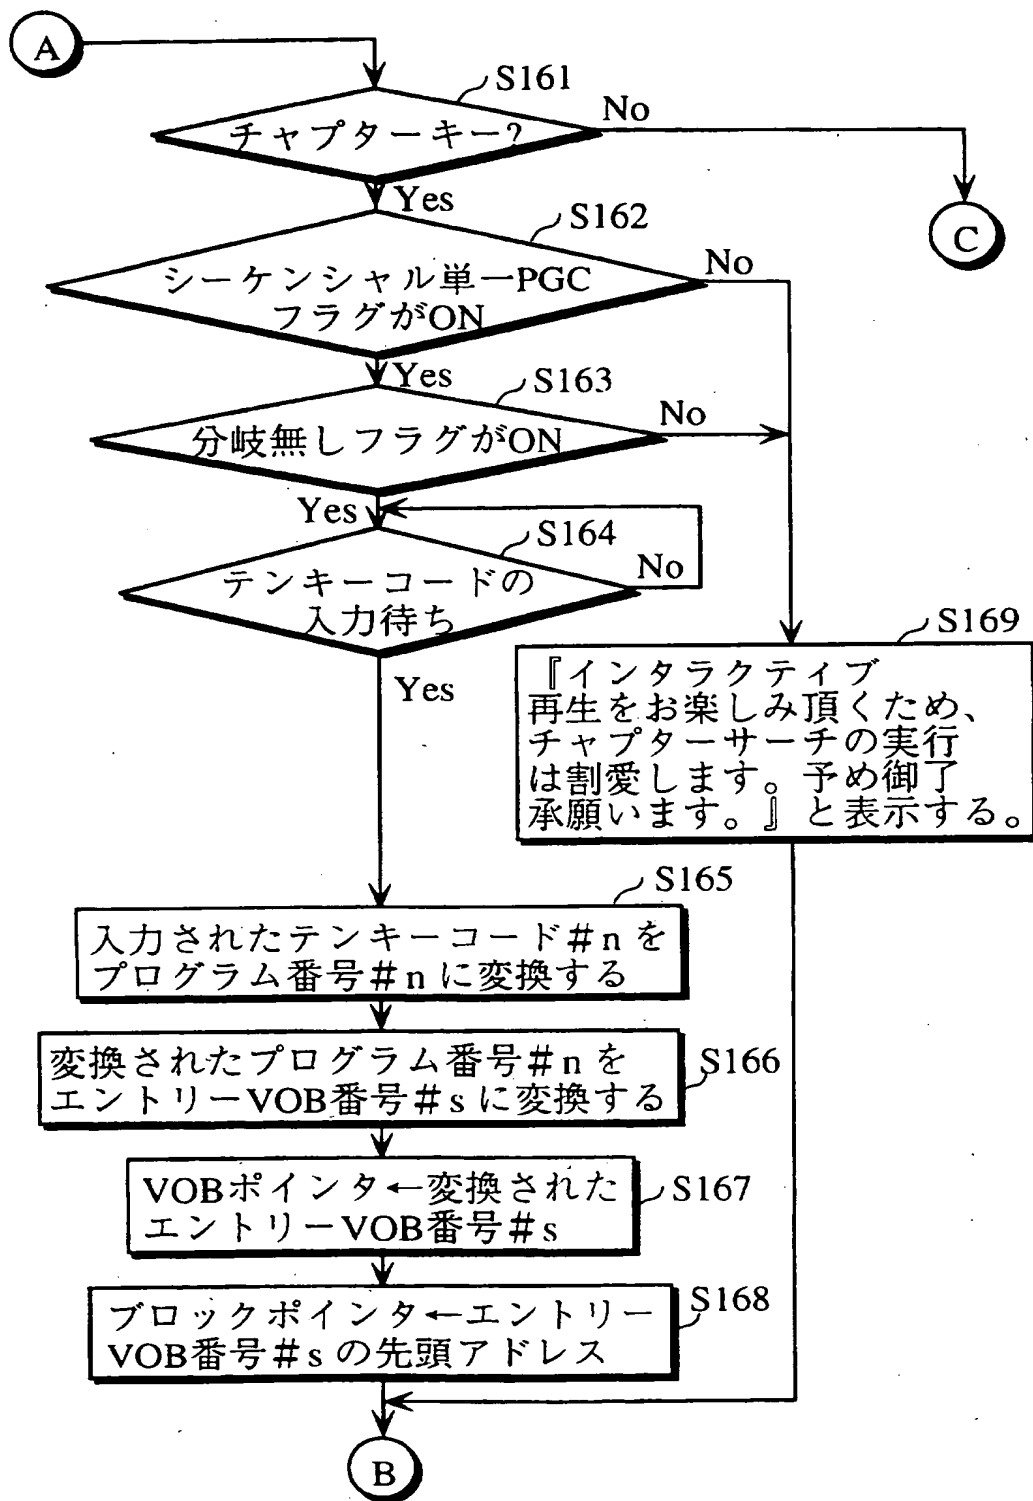 A
S161
チャプターキー?
No
Yes
C
S162
シーケンシャル単一PGC
フラグがON
No
Yes
S163
分岐無しフラグがON
No
Yes
S164
テンキーコードの
入力待ち
No
Yes
S169
『インタラクティブ
再生をお楽しみ頂くため、
チャプターサーチの実行
は割愛します。予め御了
承願います。』と表示する。
S165
入力されたテンキーコード#nを
プログラム番号#nに変換する
変換されたプログラム番号#nを
エントリーVOB番号#sに変換する
S166
VOBポインタ←変換された
エントリーVOB番号#s
S167
ブロックポインタ←エントリー
VOB番号#sの先頭アドレス
S168
B